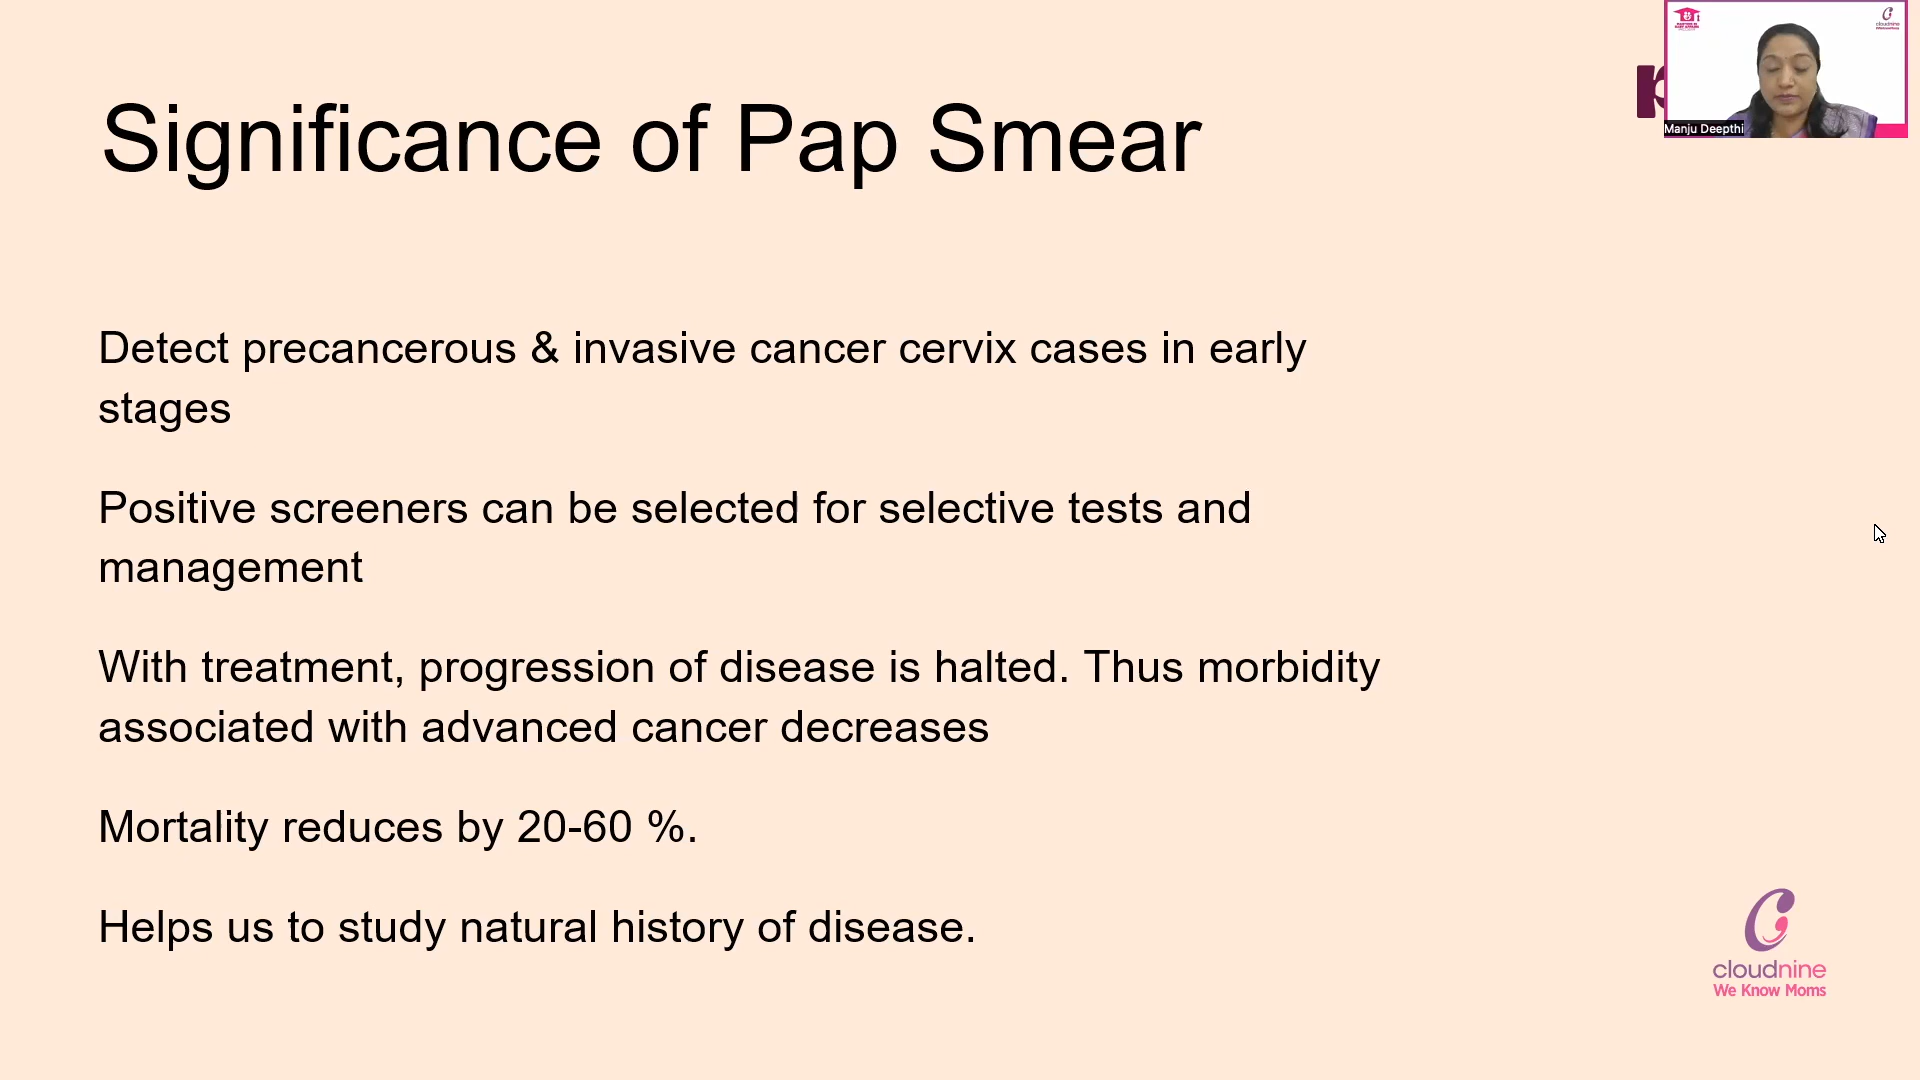 Significance of Pap Smear
Manju Deepthi
cloudnine
Detect precancerous & invasive cancer cervix cases in early
stages
Positive screeners can be selected for selective tests and
management
With treatment, progression of disease is halted. Thus morbidity
associated with advanced cancer decreases
Mortality reduces by 20-60 %.
Helps us to study natural history of disease.
cloudnine
We Know Moms